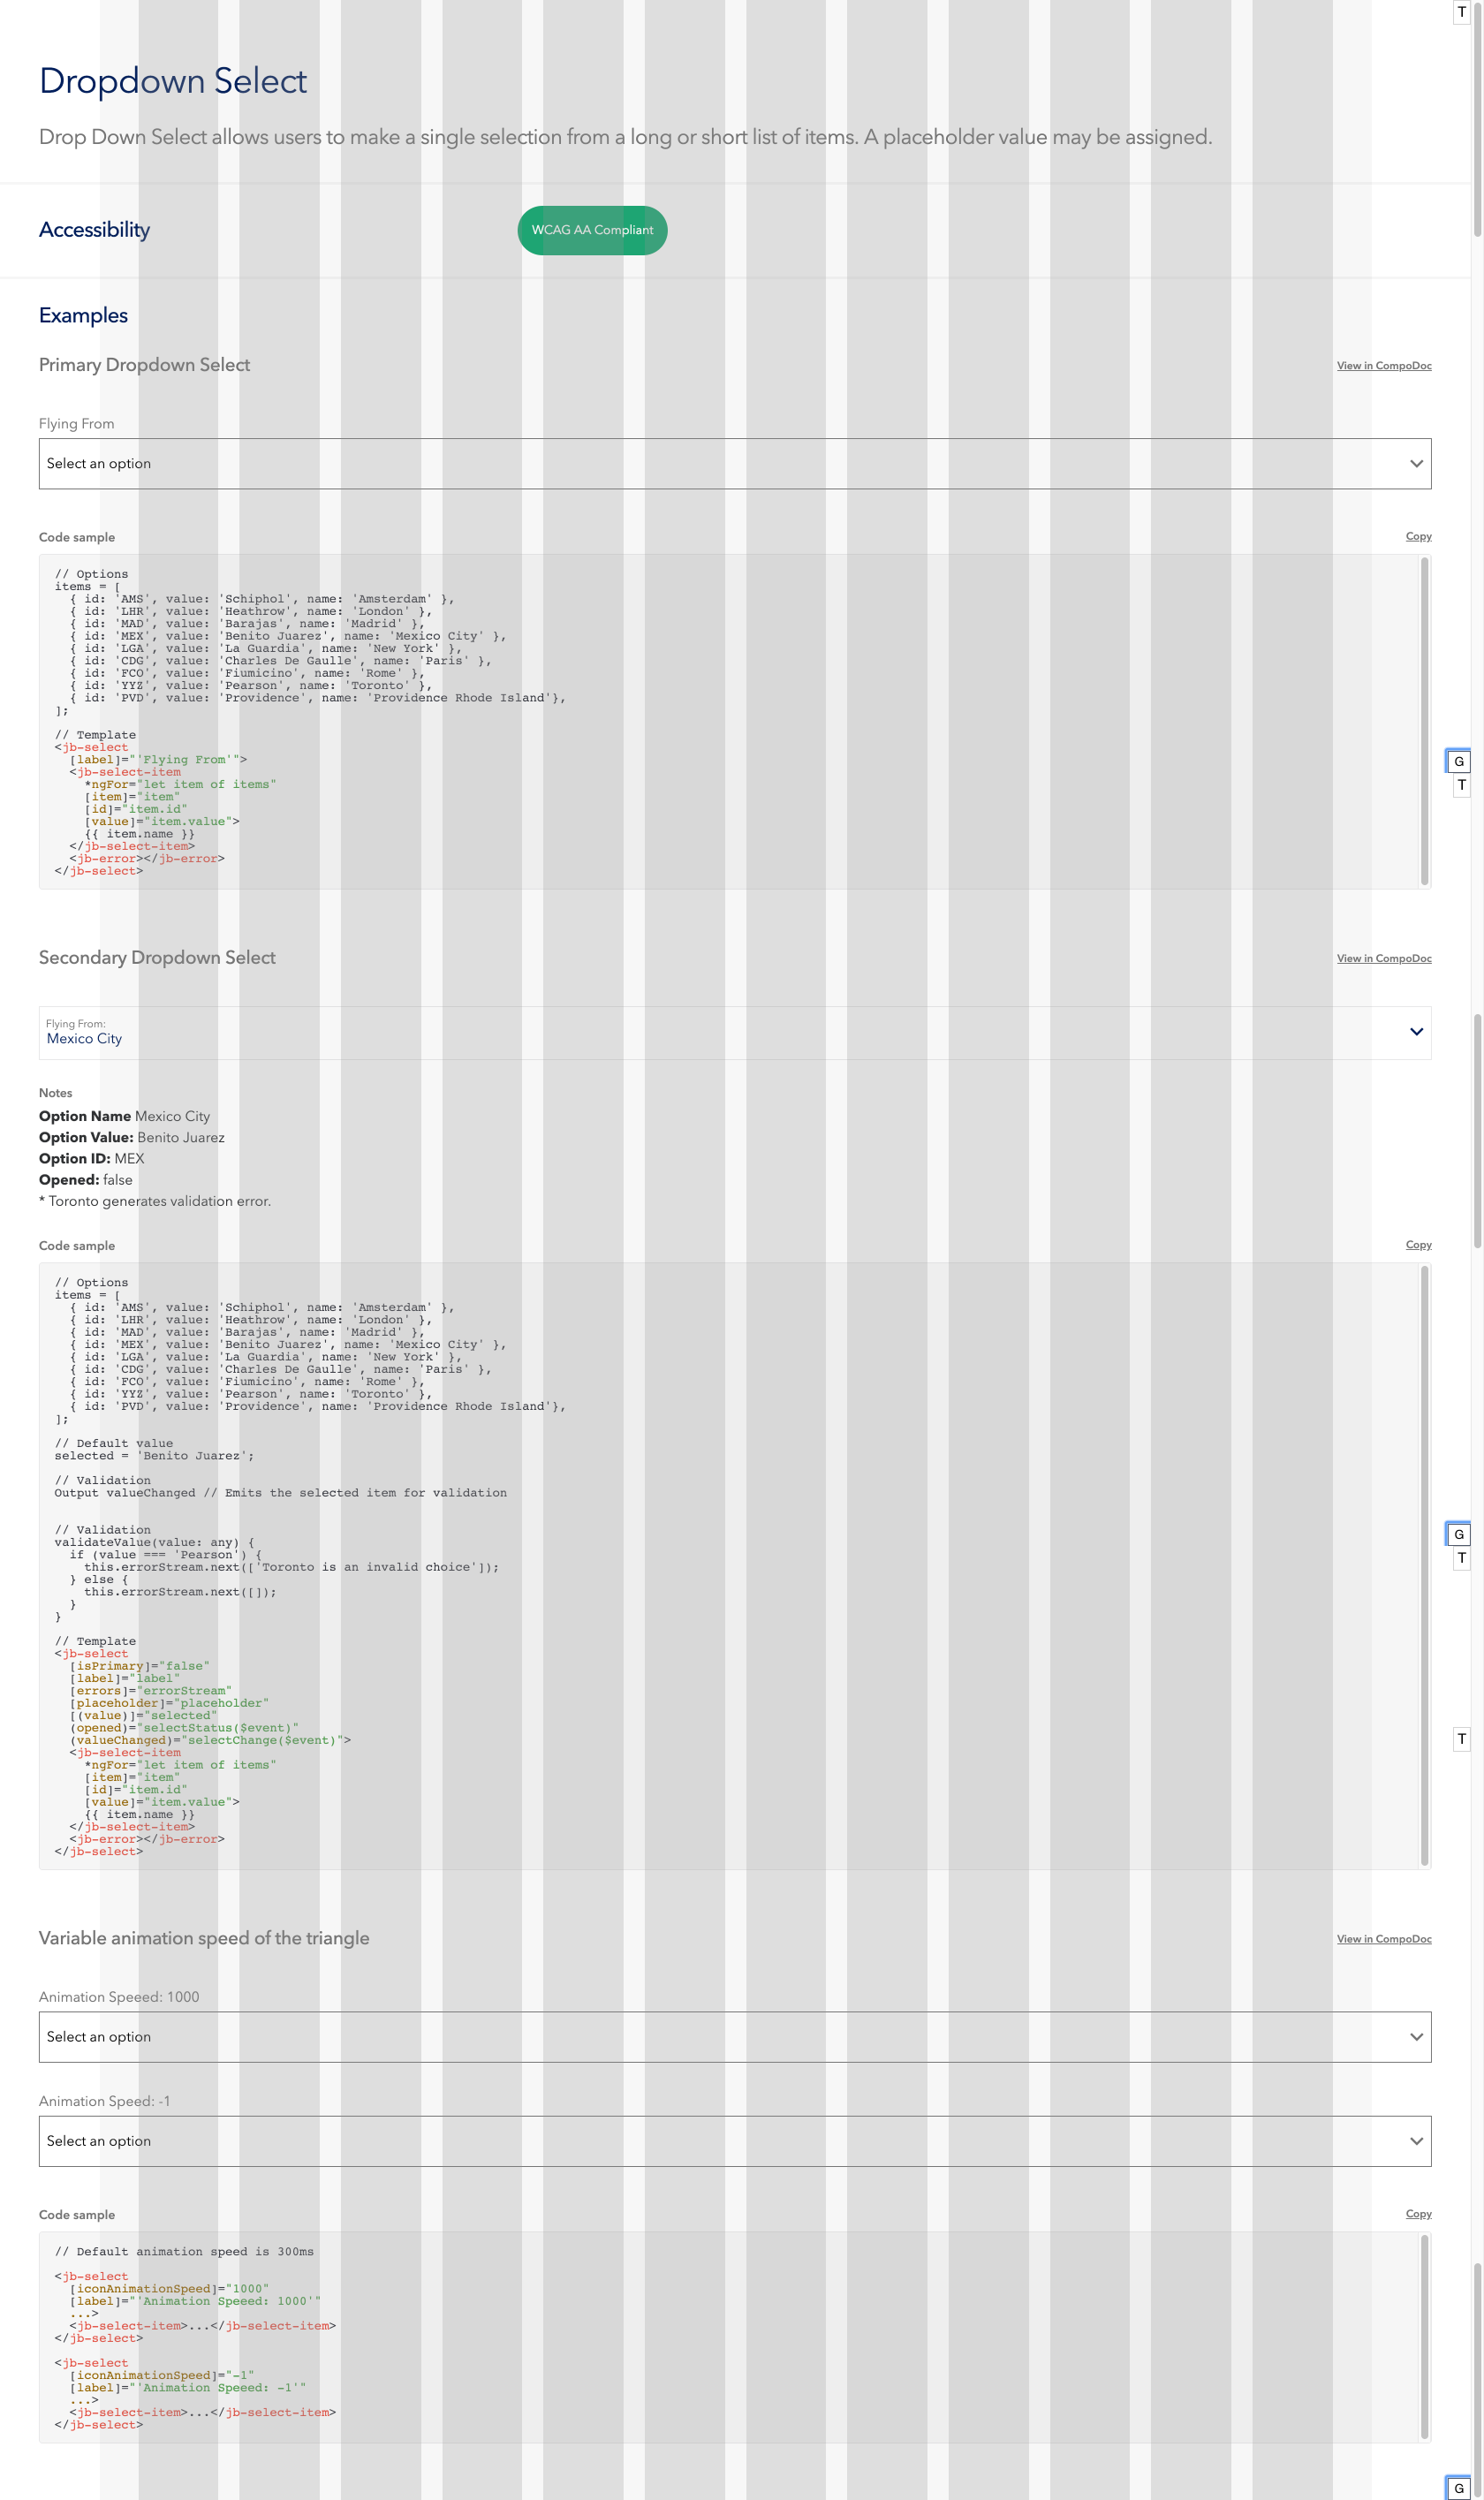 T
Dropdown Select
Drop Down Select allows users to make a single selection from a long or short list of items. A placeholder value may be assigned.
Accessibility
WCAG AA Compliant
Examples
Primary Dropdown Select
View in CompoDoc
Flying From
Select an option
Code sample
Copy
// Options
items = [
{ id: 'AMS', value: 'Schiphol', name: 'Amsterdam' },
{ id: 'LHR', value: 'Heathrow', name: 'London' },
{ id: 'MAD', value: 'Barajas', name: 'Madrid' },
{ id: 'MEX', value: 'Benito Juarez', name: 'Mexico City' },
{ id: 'LGA', value: 'La Guardia', name: 'New York' },
{ id: 'CDG', value: 'Charles De Gaulle', name: 'Paris' },
{ id: 'FCO', value: 'Fiumicino', name: 'Rome' },
{ id: 'YYZ', value: 'Pearson', name: 'Toronto' },
{ id: 'PVD', value: 'Providence', name: 'Providence Rhode Island'},
];
// Template
<jb-select
[label]="'Flying From'">
<jb-select-item
*ngFor="let item of items"
[item]="item"
[id]="item.id"
[value]="item.value">
{{ item.name }}
</jb-select-item>
<jb-error></jb-error>
</jb-select>
G
T
Secondary Dropdown Select
View in CompoDoc
Flying From:
Mexico City
Notes
Option Name Mexico City
Option Value: Benito Juarez
Option ID: MEX
Opened: false
* Toronto generates validation error.
Code sample
Copy
// Options
items = [
{ id: 'AMS', value: 'Schiphol', name: 'Amsterdam' },
{ id: 'LHR', value: 'Heathrow', name: 'London' },
{ id: 'MAD', value: 'Barajas', name: 'Madrid' },
{ id: 'MEX', value: 'Benito Juarez', name: 'Mexico City' },
{ id: 'LGA', value: 'La Guardia', name: 'New York' },
{ id: 'CDG', value: 'Charles De Gaulle', name: 'Paris' },
{ id: 'FCO', value: 'Fiumicino', name: 'Rome' },
{ id: 'YYZ', value: 'Pearson', name: 'Toronto' },
{ id: 'PVD', value: 'Providence', name: 'Providence Rhode Island'},
];
// Default value
selected = 'Benito Juarez';
// Validation
Output valueChanged // Emits the selected item for validation
// Validation
validateValue(value: any) {
if (value === 'Pearson') {
this.errorStream.next(['Toronto is an invalid choice']);
} else {
this.errorStream.next([]);
}
}
// Template
<jb-select
[isPrimary]="false"
[label]="label"
[errors]="errorStream"
[placeholder]="placeholder"
[(value)]="selected"
(opened)="selectStatus($event)"
(valueChanged)="selectChange($event)">
<jb-select-item
*ngFor="let item of items"
[item]="item"
[id]="item.id"
[value]="item.value">
{{ item.name }}
</jb-select-item>
<jb-error></jb-error>
</jb-select>
G
T
T
Variable animation speed of the triangle
View in CompoDoc
Animation Speeed: 1000
Select an option
Animation Speed: -1
Select an option
Code sample
Copy
// Default animation speed is 300ms
<jb-select
[iconAnimationSpeed]="1000"
[label]="'Animation Speeed: 1000'"
...>
<jb-select-item>...</jb-select-item>
</jb-select>
<jb-select
[iconAnimationSpeed]="-1"
[label]="'Animation Speeed: -1'"
...>
<jb-select-item>...</jb-select-item>
</jb-select>
G